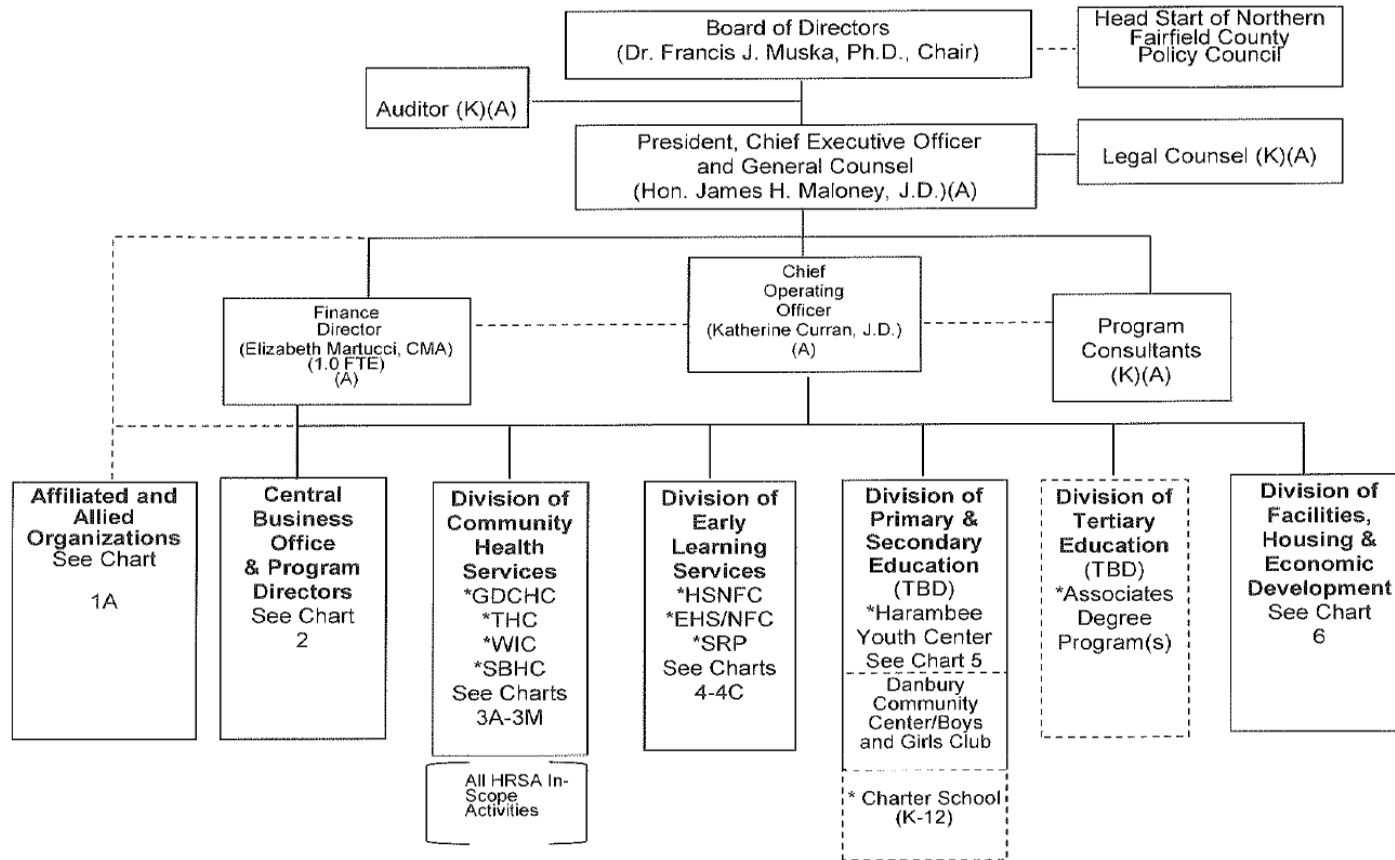 Board of Directors
(Dr. Francis J. Muska, Ph.D., Chair)
Head Start of Northern
Fairfield County
Policy Council
Auditor (K)(A)
President, Chief Executive Officer
and General Counsel
(Hon. James H. Maloney, J.D.)(A)
Legal Counsel (K)(A)
Finance
Director
(Elizabeth Martucci, CMA)
(1.0 FTE)
(A)
Chief
Operating
Officer
(Katherine Curran, J.D.)
(A)
Program
Consultants
(K)(A)
Affiliated and
Allied
Organizations
See Chart
1A
Central
Business
Office
& Program
Directors
See Chart
2
Division of
Community
Health
Services
*GDCHC
*THC
*WIC
*SBHC
See Charts
3A-3M
All HRSA In-
Scope
Activities
Division of
Early
Learning
Services
*HSNFC
*EHS/NFC
*SRP
See Charts
4-4C
Division of
Primary &
Secondary
Education
(TBD)
*Harambee
Youth Center
See Chart 5
Danbury
Community
Center/Boys
and Girls Club
* Charter School
(K-12)
Division of
Tertiary
Education
(TBD)
*Associates
Degree
Program(s)
Division of
Facilities,
Housing &
Economic
Development
See Chart
6